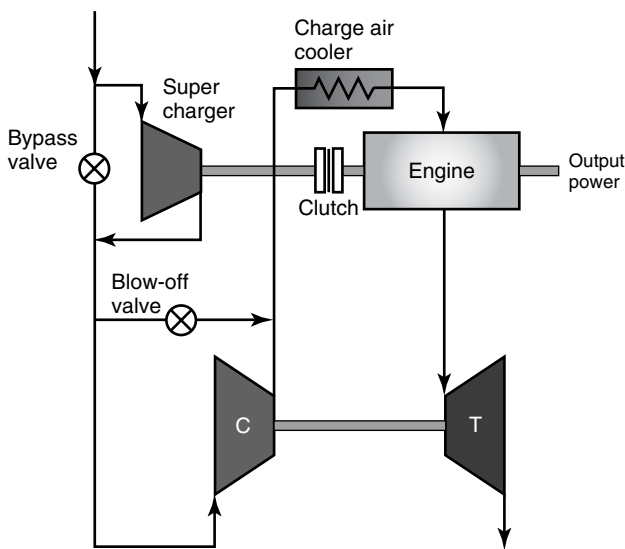 Charge air
cooler
Super
charger
Bypass
valve
Engine
Output
power
Clutch
Blow-off
valve
C
T